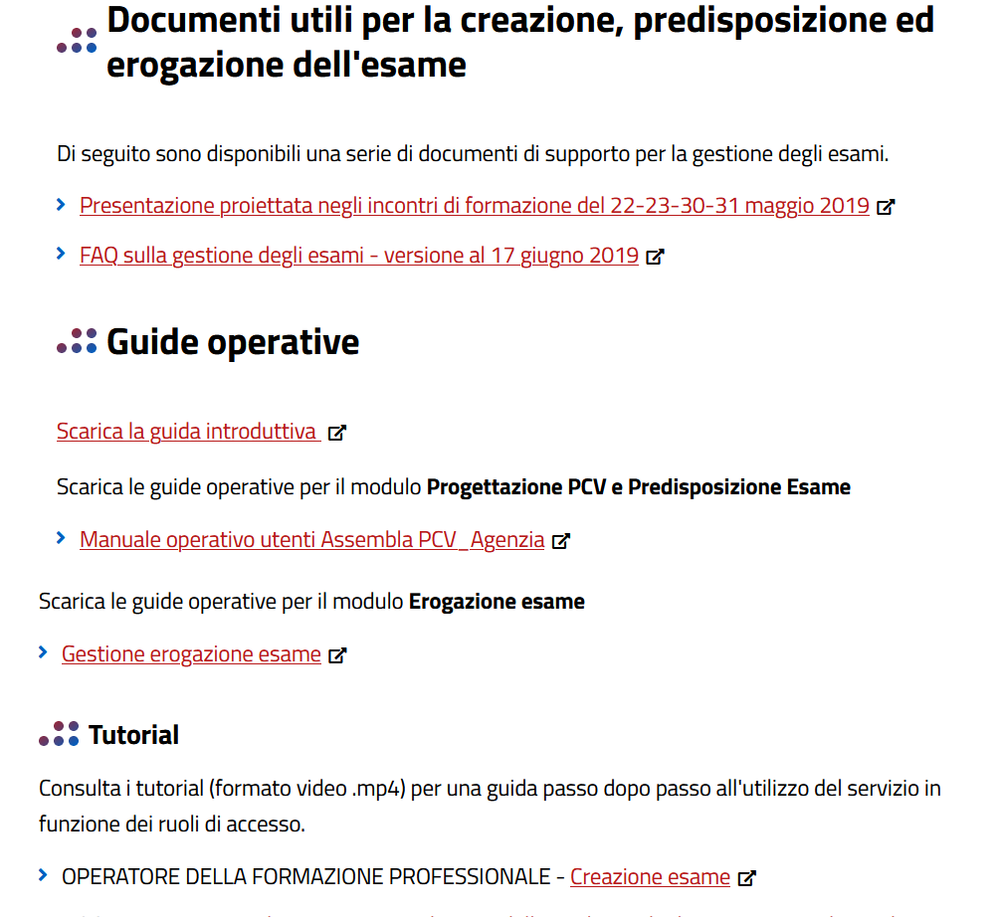 Documenti utili per la creazione, predisposizione ed
erogazione dell'esame
Di seguito sono disponibili una serie di documenti di supporto per la gestione degli esami.
Presentazione proiettata negli incontri di formazione del 22-23-30-31 maggio 2019
FAQ sulla gestione degli esami - versione al 17 giugno 2019
Guide operative
Scarica la guida introduttiva
Scarica le guide operative per il modulo Progettazione PCV e Predisposizione Esame
Manuale operativo utenti Assembla PCV_Agenzia
Scarica le guide operative per il modulo Erogazione esame
Gestione erogazione esame
Tutorial
Consulta i tutorial (formato video .mp4) per una guida passo dopo passo all'utilizzo del servizio in
funzione dei ruoli di accesso.
OPERATORE DELLA FORMAZIONE PROFESSIONALE - Creazione esame